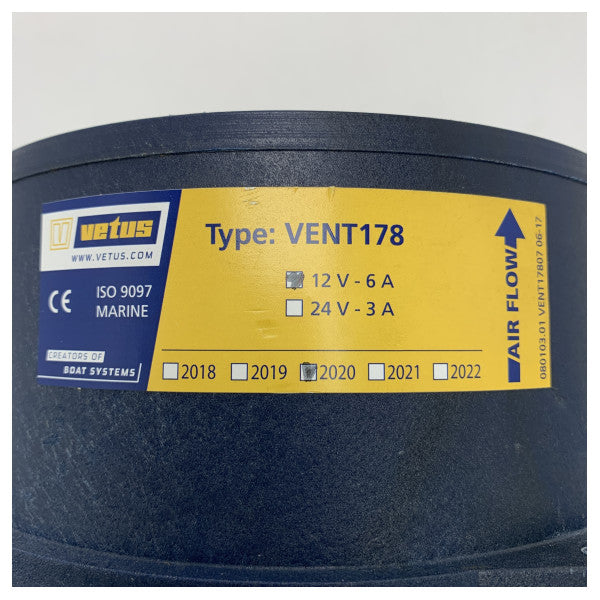 V vetus
WWW.VETUS.COM
CE
ISO 9097
MARINE
CREATORS OF
BOAT SYSTEMS
Type: VENT178
12 V - 6 A
24 V - 3 A
2018 2019 2020 2021 2022
AIR FLOW
080103.01 VENT17807 06-17